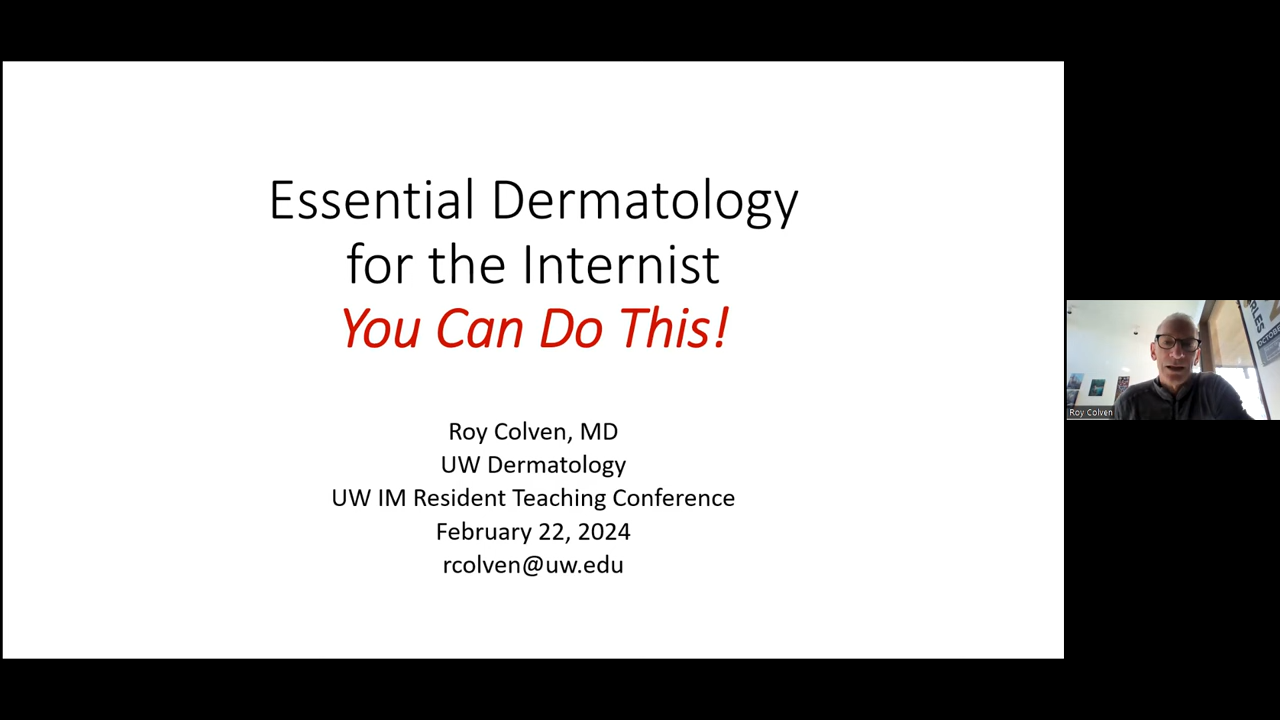 Essential Dermatology
for the Internist
You Can Do This!
Roy Colven, MD
UW Dermatology
UW IM Resident Teaching Conference
February 22, 2024
rcolven@uw.edu
Roy Colven